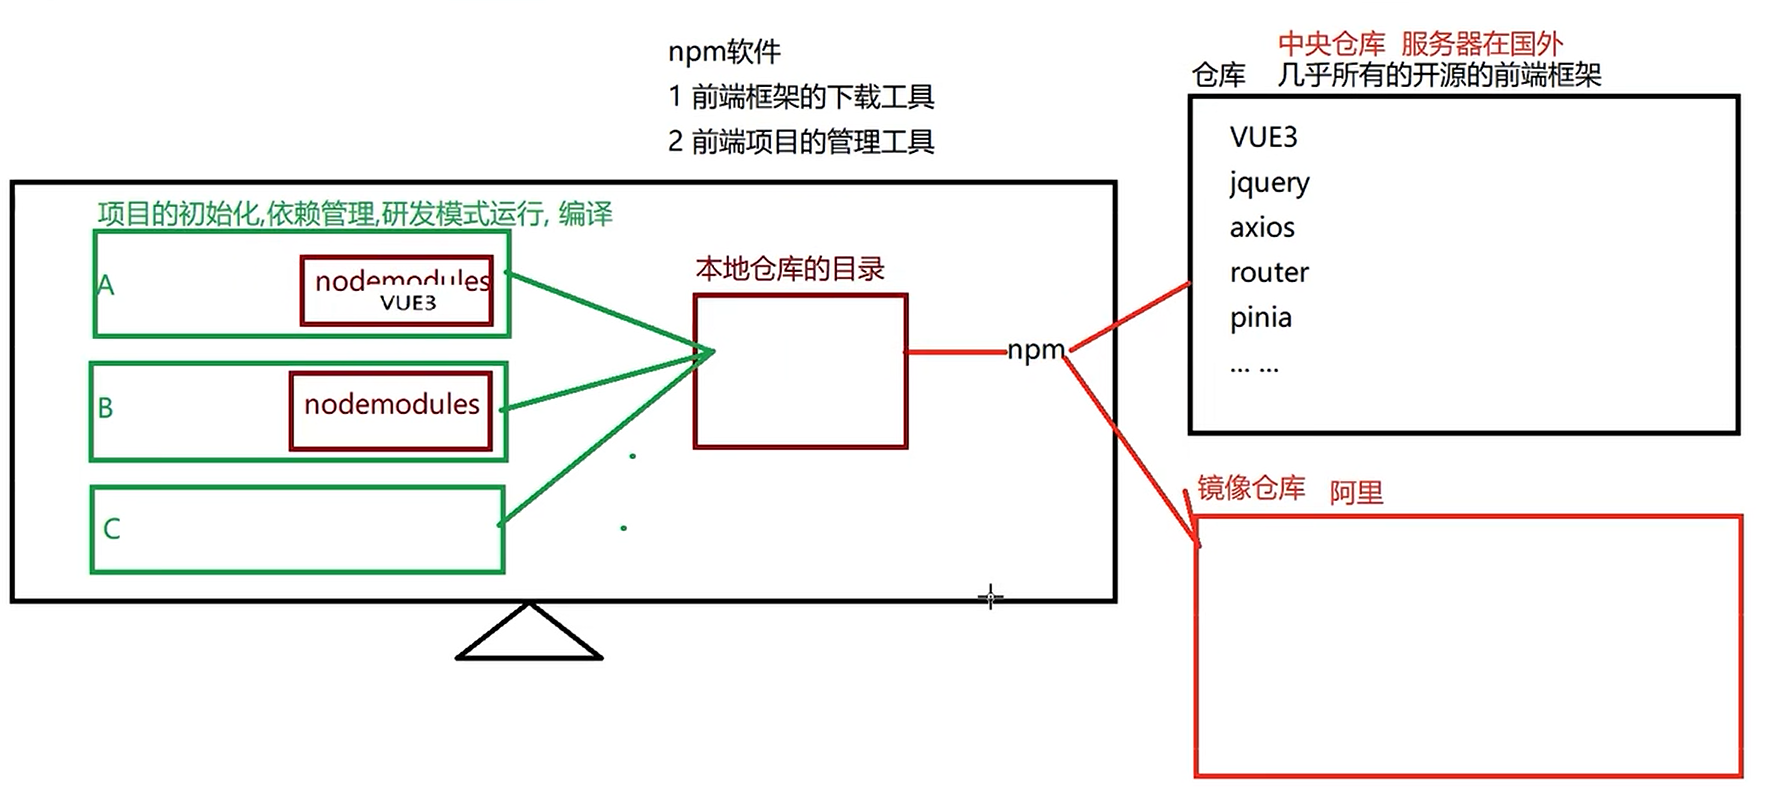 npm软件
1 前端框架的下载工具
2 前端项目的管理工具
中央仓库 服务器在国外
仓库 几乎所有的开源的前端框架
VUE3
jquery
axios
router
pinia
... ...
项目的初始化,依赖管理,研发模式运行, 编译
A
nodemodules
VUE3
B
nodemodules
C
本地仓库的目录
npm
镜像仓库 阿里